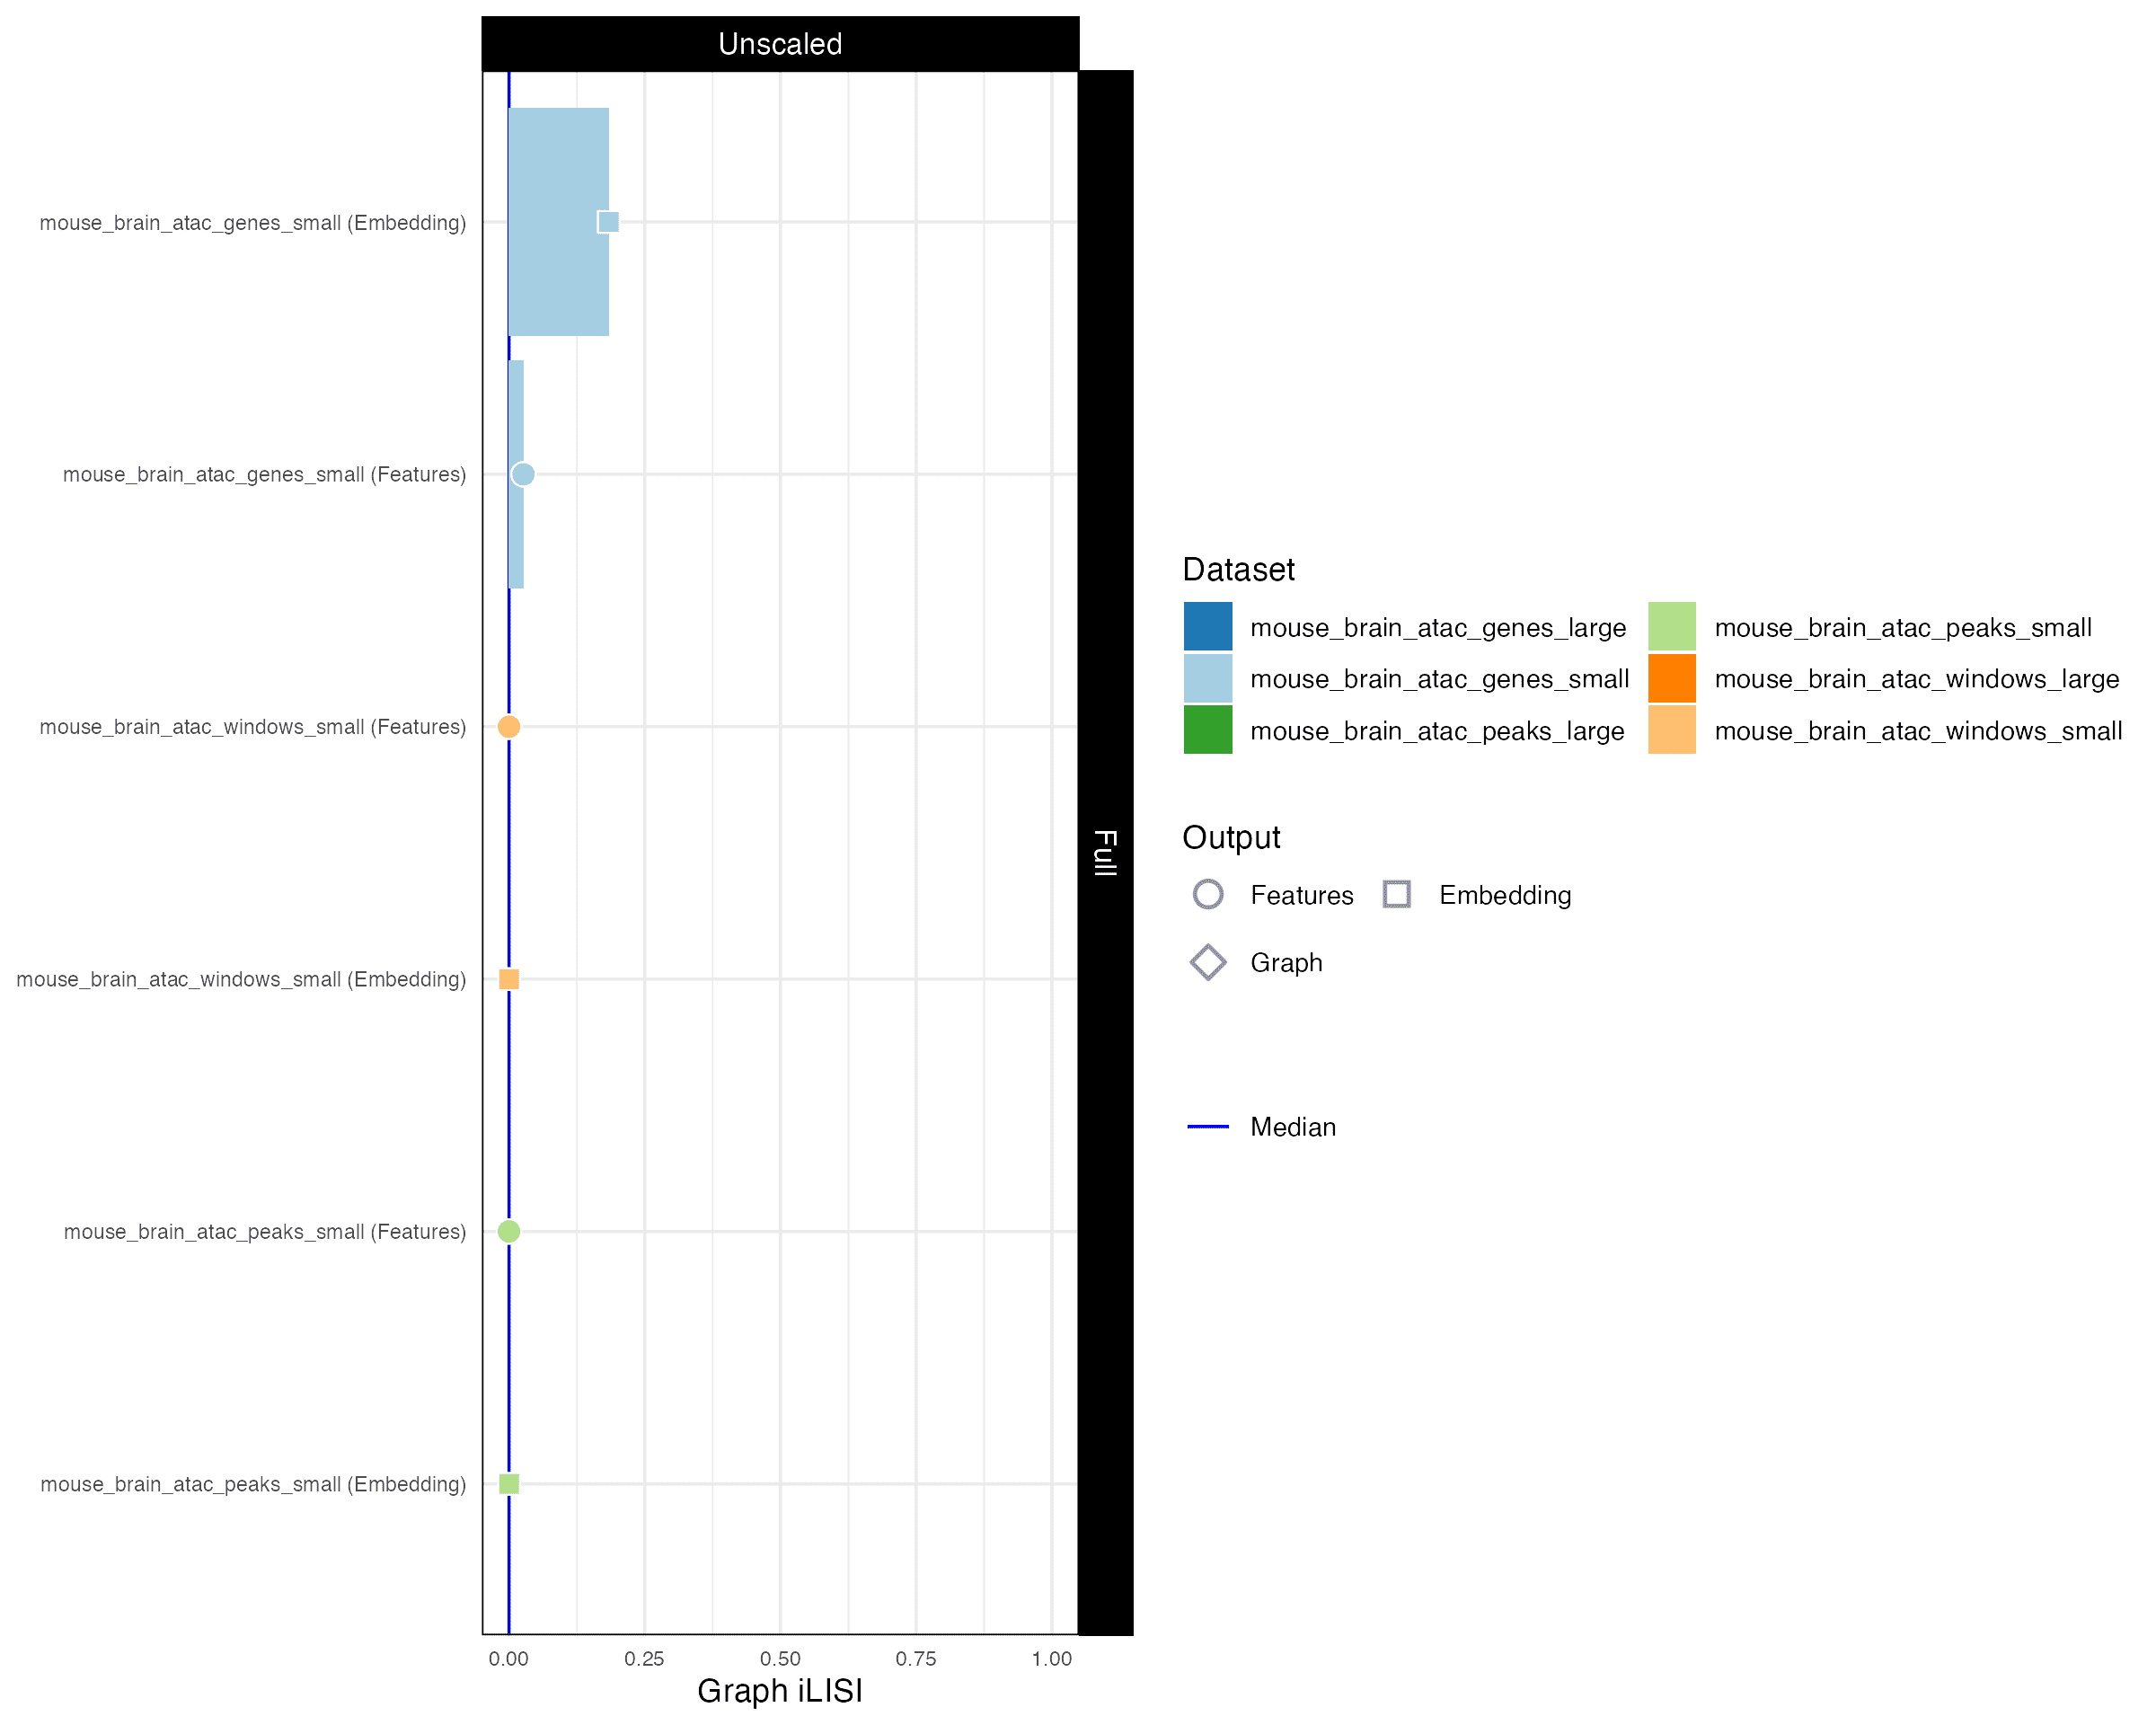 Unscaled
mouse_brain_atac_genes_small (Embedding)
mouse_brain_atac_genes_small (Features)
mouse_brain_atac_windows_small (Features)
mouse_brain_atac_windows_small (Embedding)
mouse_brain_atac_peaks_small (Features)
mouse_brain_atac_peaks_small (Embedding)
0.00 0.25 0.50 0.75 1.00
Graph iLISI
Full
Dataset
mouse_brain_atac_genes_large mouse_brain_atac_peaks_small
mouse_brain_atac_genes_small mouse_brain_atac_windows_large
mouse_brain_atac_peaks_large mouse_brain_atac_windows_small
Output
Features Embedding
Graph
Median